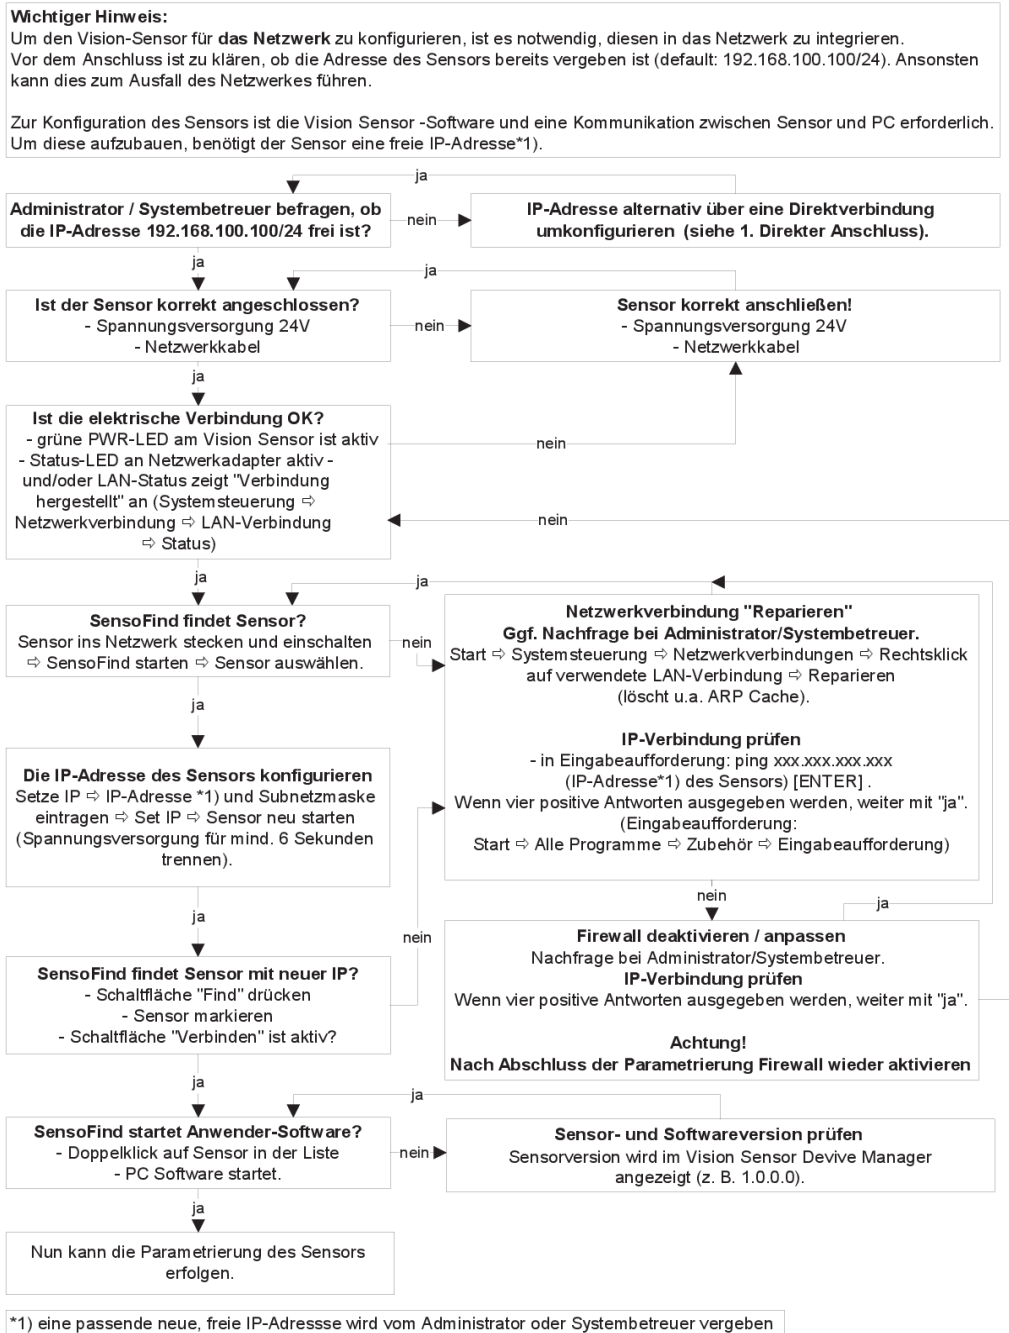 Wichtiger Hinweis:
Um den Vision-Sensor für das Netzwerk zu konfigurieren, ist es notwendig, diesen in das Netzwerk zu integrieren.
Vor dem Anschluss ist zu klären, ob die Adresse des Sensors bereits vergeben ist (default: 192.168.100.100/24). Ansonsten
kann dies zum Ausfall des Netzwerkes führen.
Zur Konfiguration des Sensors ist die Vision Sensor -Software und eine Kommunikation zwischen Sensor und PC erforderlich.
Um diese aufzubauen, benötigt der Sensor eine freie IP-Adresse*1).
ja
Administrator / Systembetreuer befragen, ob
die IP-Adresse 192.168.100.100/24 frei ist?
nein
IP-Adresse alternativ über eine Direktverbindung
umkonfigurieren (siehe 1. Direkter Anschluss).
ja
ja
Ist der Sensor korrekt angeschlossen?
- Spannungsversorgung 24V
- Netzwerkkabel
nein
Sensor korrekt anschließen!
- Spannungsversorgung 24V
- Netzwerkkabel
ja
Ist die elektrische Verbindung OK?
- grüne PWR-LED am Vision Sensor ist aktiv
- Status-LED an Netzwerkadapter aktiv -
und/oder LAN-Status zeigt "Verbindung
hergestellt" an (Systemsteuerung ⇨
Netzwerkverbindung ⇨ LAN-Verbindung
⇨ Status)
nein
nein
ja
ja
SensoFind findet Sensor?
Sensor ins Netzwerk stecken und einschalten
⇨ SensoFind starten ⇨ Sensor auswählen.
nein
Netzwerkverbindung "Reparieren"
Ggf. Nachfrage bei Administrator/Systembetreuer.
Start ⇨ Systemsteuerung ⇨ Netzwerkverbindungen ⇨ Rechtsklick
auf verwendete LAN-Verbindung ⇨ Reparieren
(löscht u.a. ARP Cache).
IP-Verbindung prüfen
- in Eingabeaufforderung: ping xxx.xxx.xxx.xxx
(IP-Adresse*1) des Sensors) [ENTER] .
Wenn vier positive Antworten ausgegeben werden, weiter mit "ja".
(Eingabeaufforderung:
Start ⇨ Alle Programme ⇨ Zubehör ⇨ Eingabeaufforderung)
ja
Die IP-Adresse des Sensors konfigurieren
Setze IP ⇨ IP-Adresse *1) und Subnetzmaske
eintragen ⇨ Set IP ⇨ Sensor neu starten
(Spannungsversorgung für mind. 6 Sekunden
trennen).
nein
ja
ja
nein
SensoFind findet Sensor mit neuer IP?
- Schaltfläche "Find" drücken
- Sensor markieren
- Schaltfläche "Verbinden" ist aktiv?
Firewall deaktivieren / anpassen
Nachfrage bei Administrator/Systembetreuer.
IP-Verbindung prüfen
Wenn vier positive Antworten ausgegeben werden, weiter mit "ja".
Achtung!
Nach Abschluss der Parametrierung Firewall wieder aktivieren
ja
ja
SensoFind startet Anwender-Software?
- Doppelklick auf Sensor in der Liste
- PC Software startet.
nein
Sensor- und Softwareversion prüfen
Sensorversion wird im Vision Sensor Devive Manager
angezeigt (z. B. 1.0.0.0).
ja
Nun kann die Parametrierung des Sensors
erfolgen.
*1) eine passende neue, freie IP-Adressse wird vom Administrator oder Systembetreuer vergeben